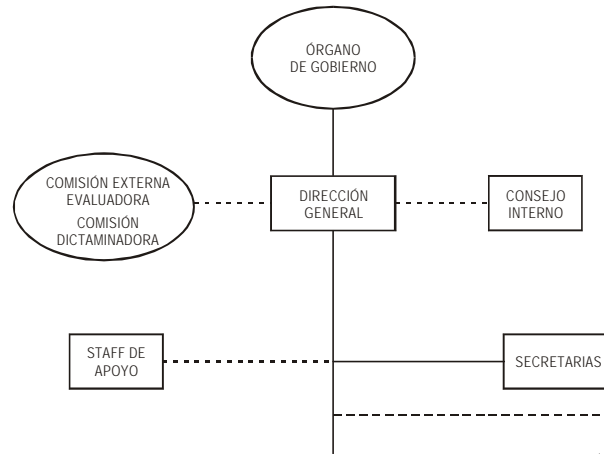 ÓRGANO
DE GOBIERNO
COMISIÓN EXTERNA
EVALUADORA
COMISIÓN
DICTAMINADORA
DIRECCIÓN
GENERAL
CONSEJO
INTERNO
STAFF DE
APOYO
SECRETARIAS